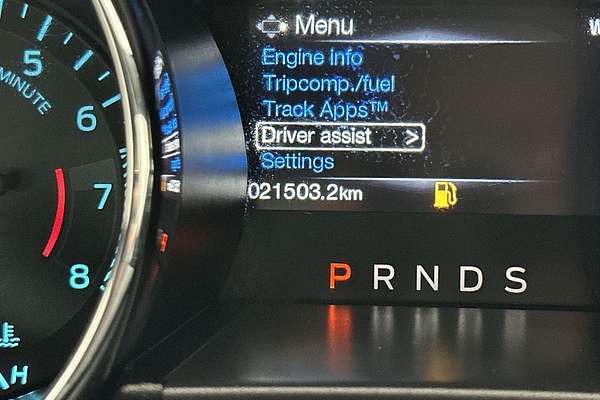 Menu
Engine info
Tripcomp./fuel
Track Apps™
Driver assist >
Settings
021503.2km
P R N D S
5
MINUTE
6
7
8
H